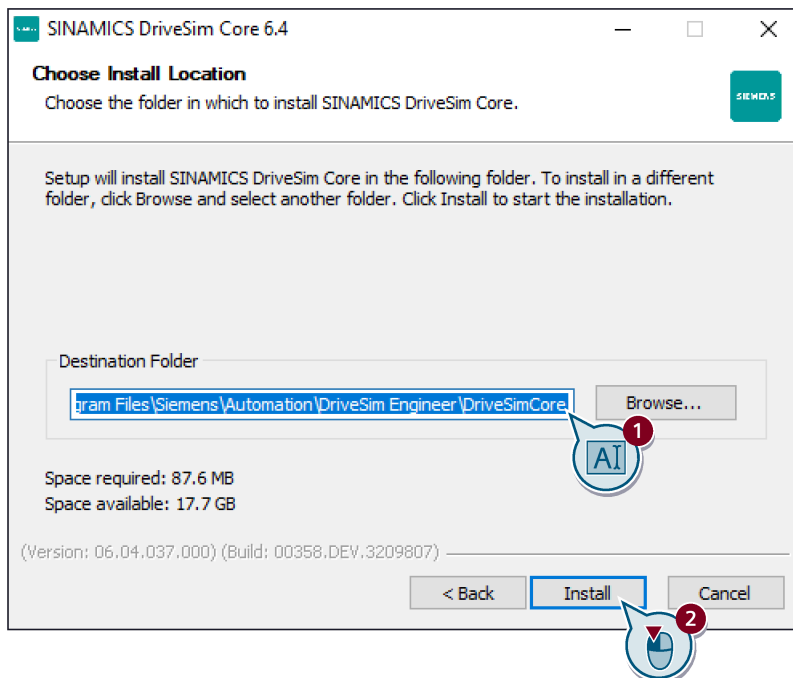 SINAMICS DriveSim Core 6.4
Choose Install Location
Choose the folder in which to install SINAMICS DriveSim Core.
SIEMENS
Setup will install SINAMICS DriveSim Core in the following folder. To install in a different
folder, click Browse and select another folder. Click Install to start the installation.
Destination Folder
gram Files\Siemens\Automation\DriveSim Engineer\DriveSimCore
Browse...
1
A
Space required: 87.6 MB
Space available: 17.7 GB
(Version: 06.04.037.000) (Build: 00358.DEV.3209807)
< Back
Install
Cancel
2